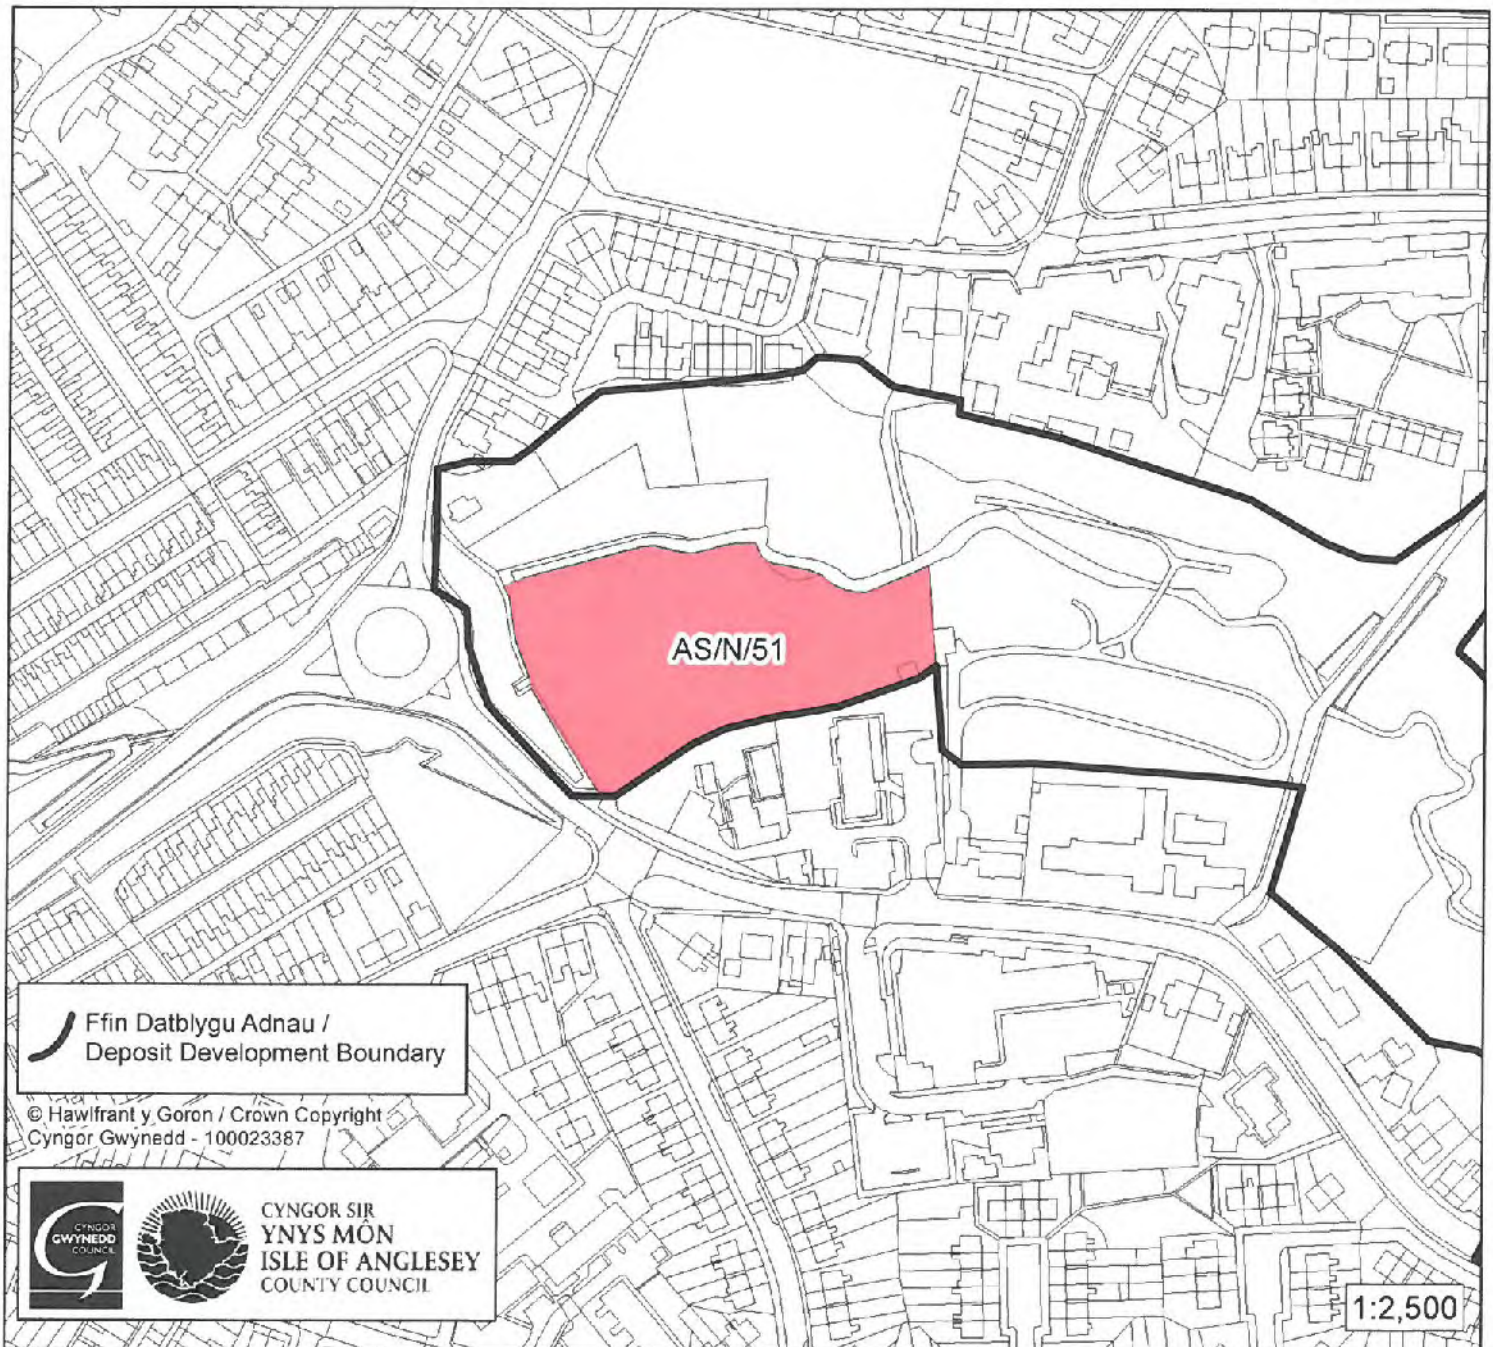 AS/N/51
Ffin Datblygu Adnau /
Deposit Development Boundary
© Hawlfraint y Goron / Crown Copyright
Cyngor Gwynedd - 100023387
CYNGOR
GWYNEDD
COUNCIL
CYNGOR SIR
YNYS MÔN
ISLE OF ANGLESEY
COUNTY COUNCIL
1:2,500